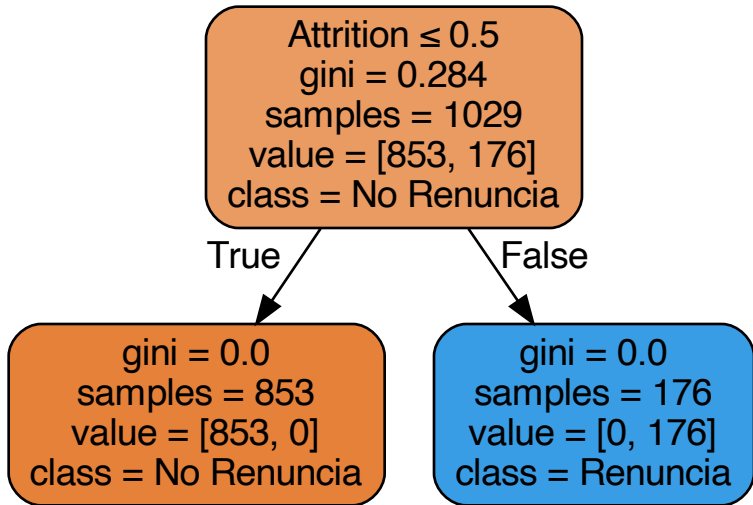 Attrition ≤ 0.5
gini = 0.284
samples = 1029
value = [853, 176]
class = No Renuncia
True
False
gini = 0.0
samples = 853
value = [853, 0]
class = No Renuncia
gini = 0.0
samples = 176
value = [0, 176]
class = Renuncia